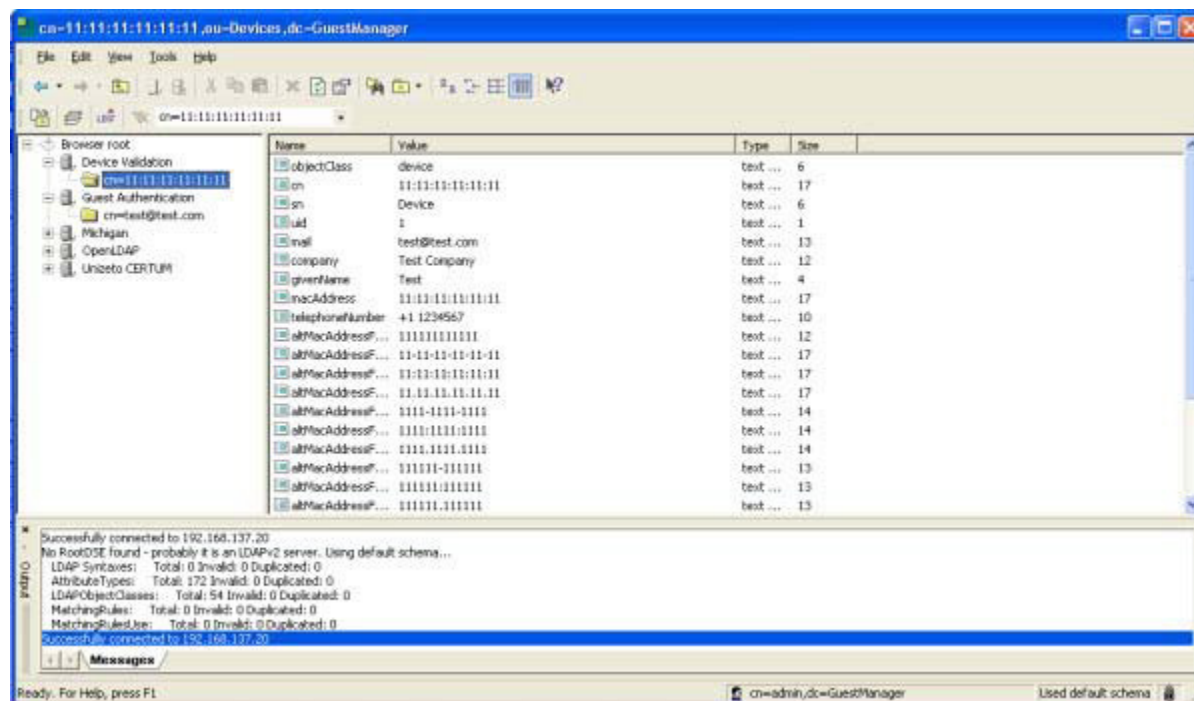 cn=11:11:11:11:11:11,ou=Devices,dc=GuestManager
File Edit View Tools Help
cn=11:11:11:11:11:11
Browser root
Device Validation
cn=11:11:11:11:11:11
Guest Authentication
cn=test@test.com
Michigan
OpenLDAP
Unizeto CERTUM
Name Value Type Size
objectClass device text ... 6
cn 11:11:11:11:11:11 text ... 17
sn Device text ... 6
uid 1 text ... 1
mail test@test.com text ... 13
company Test Company text ... 12
givenName Test text ... 4
macAddress 11:11:11:11:11:11 text ... 17
telephoneNumber +1 1234567 text ... 10
altMacAddressF... 111111111111 text ... 12
altMacAddressF... 11-11-11-11-11-11 text ... 17
altMacAddressF... 11:11:11:11:11:11 text ... 17
altMacAddressF... 11.11.11.11.11.11 text ... 17
altMacAddressF... 1111-1111-1111 text ... 14
altMacAddressF... 1111:1111:1111 text ... 14
altMacAddressF... 1111.1111.1111 text ... 14
altMacAddressF... 111111-111111 text ... 13
altMacAddressF... 111111:111111 text ... 13
altMacAddressF... 111111.111111 text ... 13
Output
Successfully connected to 192.168.137.20
No RootDSE found - probably it is an LDAPv2 server. Using default schema...
LDAP Syntaxes: Total: 0 Invalid: 0 Duplicated: 0
AttributeTypes: Total: 172 Invalid: 0 Duplicated: 0
LDAPObjectClasses: Total: 54 Invalid: 0 Duplicated: 0
MatchingRules: Total: 0 Invalid: 0 Duplicated: 0
MatchingRulesUse: Total: 0 Invalid: 0 Duplicated: 0
Successfully connected to 192.168.137.20
Messages
Ready. For Help, press F1 cn=admin,dc=GuestManager Used default schema